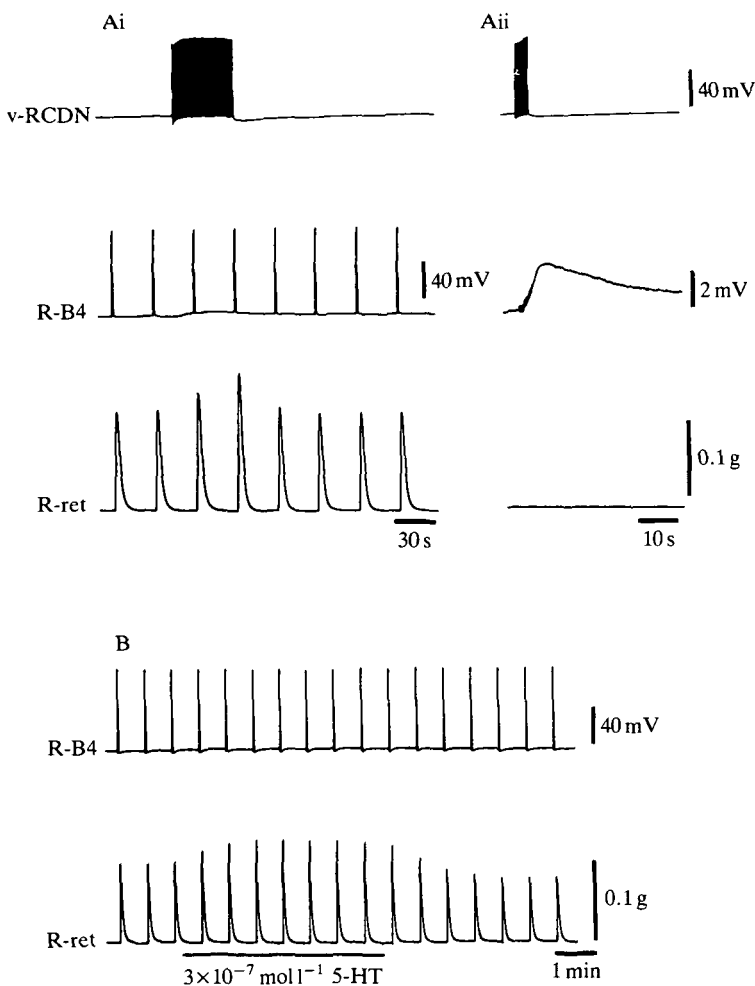 Ai
Aii
v-RCDN
40 mV
R-B4
40 mV
2 mV
R-ret
0.1 g
30 s
10 s
B
R-B4
40 mV
R-ret
0.1 g
3×10⁻⁷ mol l⁻¹ 5-HT
1 min